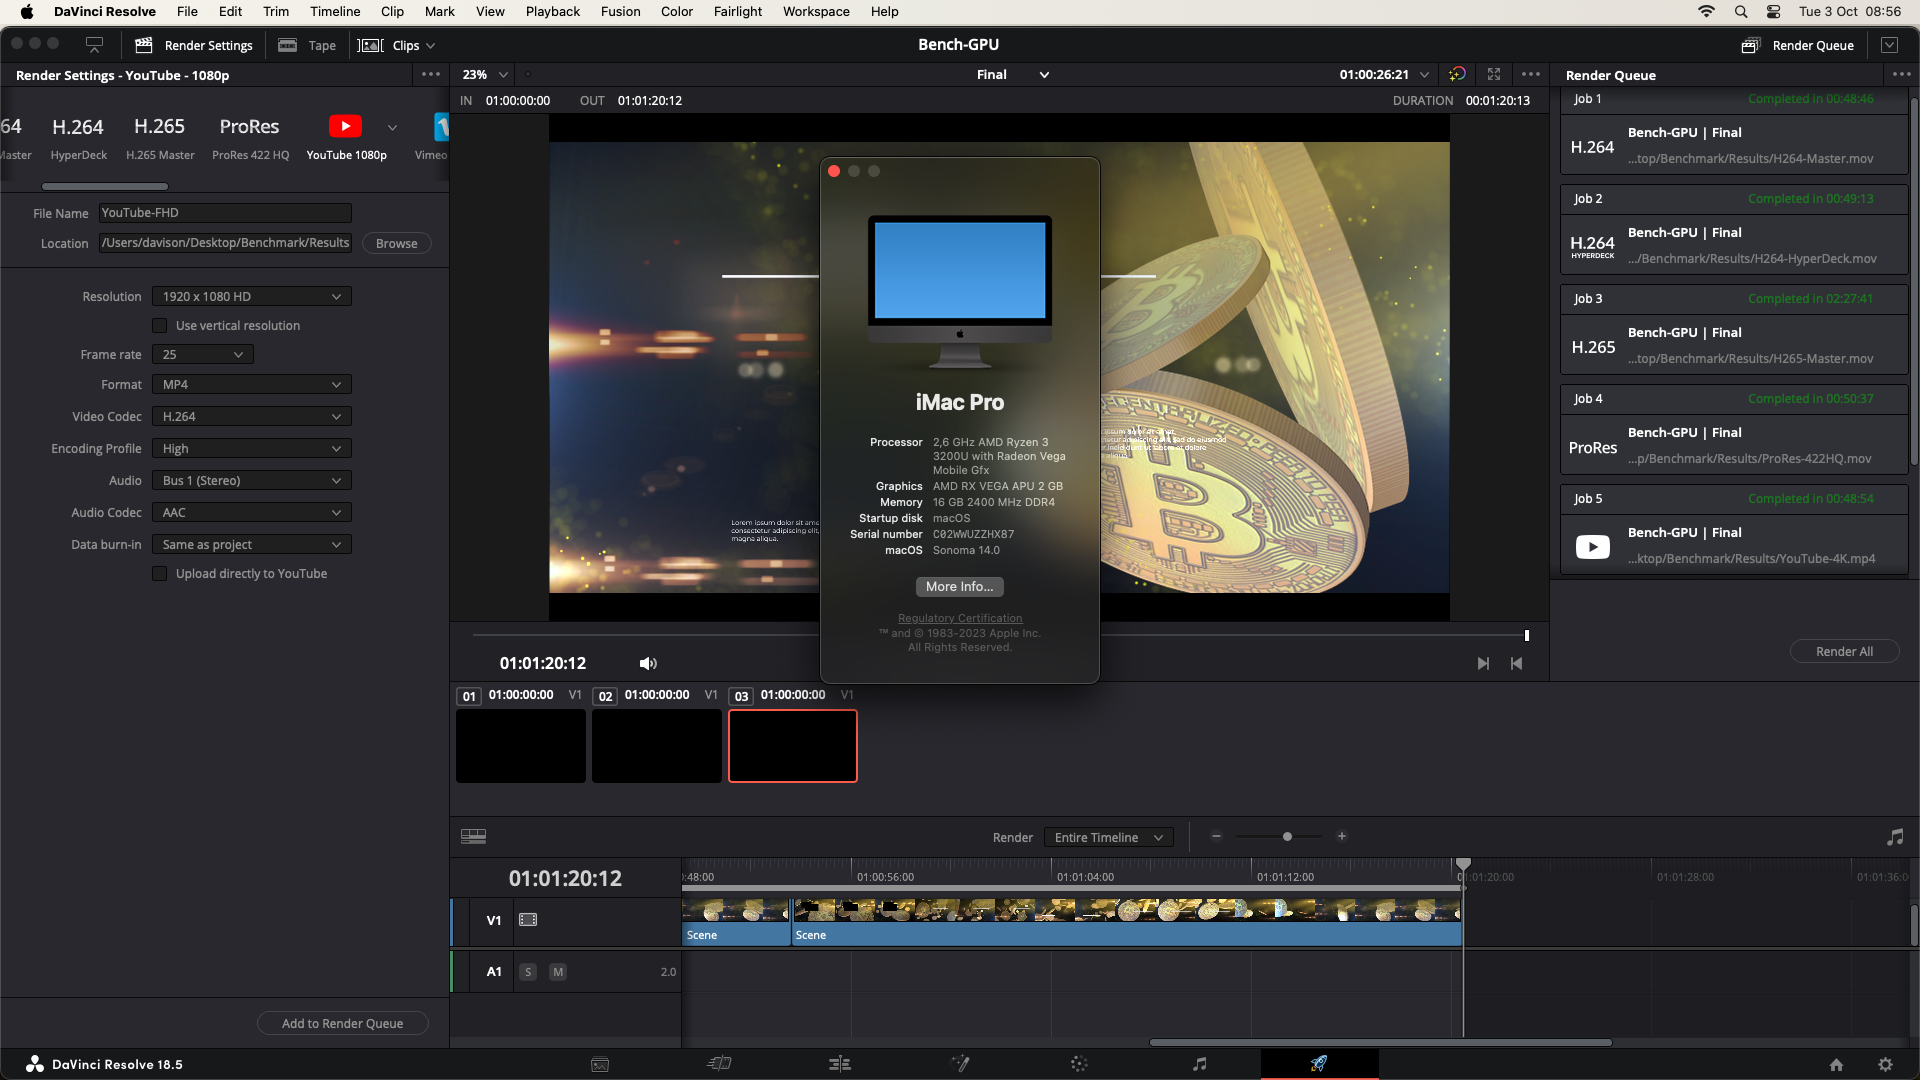 DaVinci Resolve File Edit Trim Timeline Clip Mark View Playback Fusion Color Fairlight Workspace Help Tue 3 Oct 08:56
Render Settings Tape Clips Bench-GPU Render Queue
Render Settings - YouTube - 1080p
23% Final 01:00:26:21
Render Queue
IN 01:00:00:00 OUT 01:01:20:12 DURATION 00:01:20:13
64 H.264 H.265 ProRes
Master HyperDeck H.265 Master ProRes 422 HQ YouTube 1080p Vimeo
File Name YouTube-FHD
Location /Users/davison/Desktop/Benchmark/Results Browse
Resolution 1920 x 1080 HD
Use vertical resolution
Frame rate 25
Format MP4
Video Codec H.264
Encoding Profile High
Audio Bus 1 (Stereo)
Audio Codec AAC
Data burn-in Same as project
Upload directly to YouTube
Add to Render Queue
Lorem ipsum dolor sit ame
consectetur adipiscing elit,
magna aliqua.
iMac Pro
Processor 2,6 GHz AMD Ryzen 3
3200U with Radeon Vega
Mobile Gfx
Graphics AMD RX VEGA APU 2 GB
Memory 16 GB 2400 MHz DDR4
Startup disk macOS
Serial number C02WWUZZHX87
macOS Sonoma 14.0
More Info...
Regulatory Certification
™ and © 1983-2023 Apple Inc.
All Rights Reserved.
Job 1 Completed in 00:48:46
Bench-GPU | Final
H.264
...top/Benchmark/Results/H264-Master.mov
Job 2 Completed in 00:49:13
Bench-GPU | Final
H.264
HYPERDECK
.../Benchmark/Results/H264-HyperDeck.mov
Job 3 Completed in 02:27:41
Bench-GPU | Final
H.265
...top/Benchmark/Results/H265-Master.mov
Job 4 Completed in 00:50:37
Bench-GPU | Final
ProRes
...p/Benchmark/Results/ProRes-422HQ.mov
Job 5 Completed in 00:48:54
Bench-GPU | Final
...ktop/Benchmark/Results/YouTube-4K.mp4
Render All
01:01:20:12
01 01:00:00:00 V1 02 01:00:00:00 V1 03 01:00:00:00 V1
Render Entire Timeline
01:01:20:12
:48:00 01:00:56:00 01:01:04:00 01:01:12:00 01:01:20:00 01:01:28:00 01:01:36:0
V1
Scene Scene
A1 S M 2.0
DaVinci Resolve 18.5